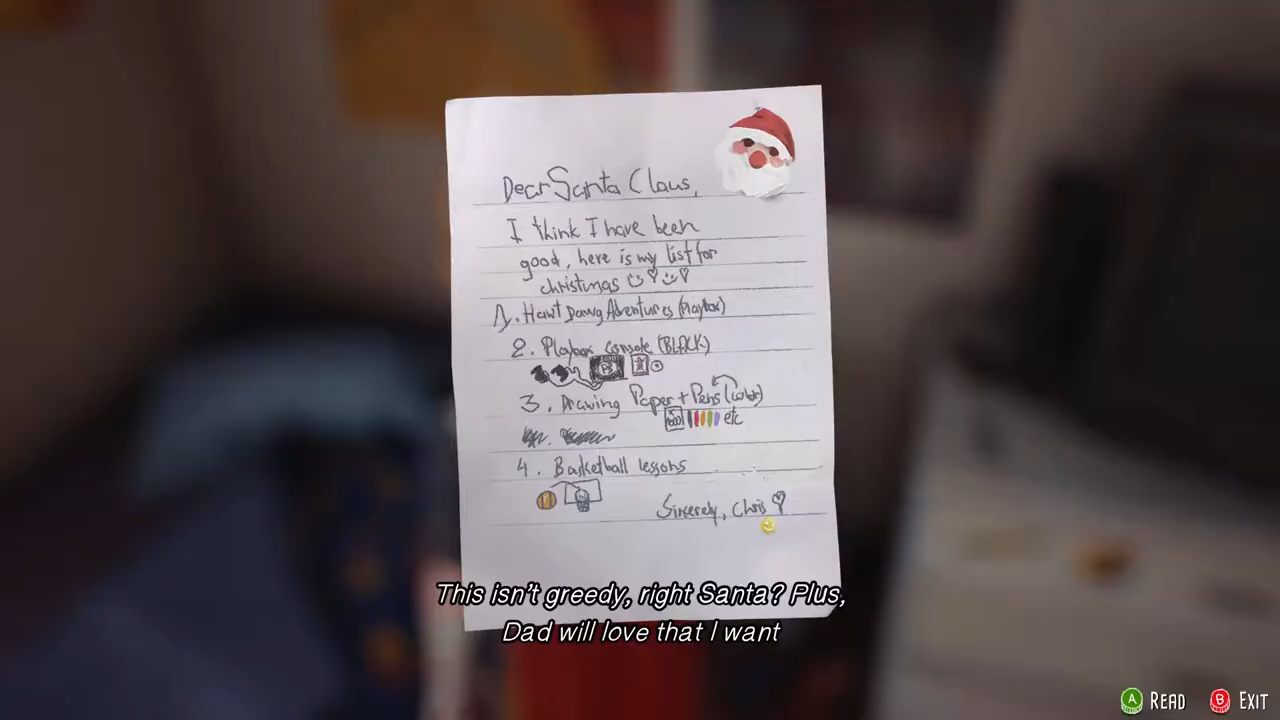 Dear Santa Claus,
I think I have been
good, here is my list for
christmas
1. Hawt Dawg Adventures (Playbox)
2. Playbox console (BLACK)
3. Drawing Paper + Pens (color)
etc
4. Basketball lessons
Sincerely, Chris
This isn't greedy, right Santa? Plus,
Dad will love that I want
A READ B EXIT